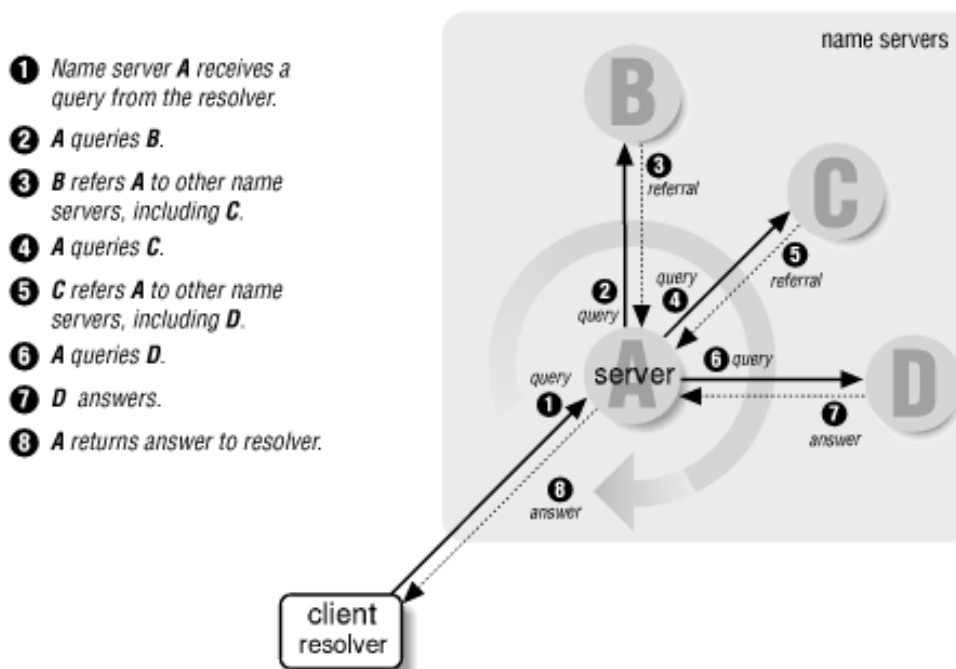 1 Name server A receives a
query from the resolver.
2 A queries B.
3 B refers A to other name
servers, including C.
4 A queries C.
5 C refers A to other name
servers, including D.
6 A queries D.
7 D answers.
8 A returns answer to resolver.
name servers
B
3
referral
C
5
referral
query
4
2
query
A
server
6 query
D
7
answer
query
1
8
answer
client
resolver